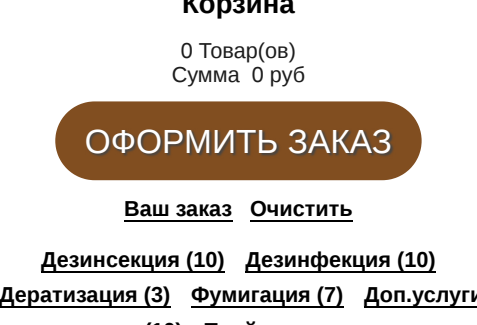 Корзина
0 Товар(ов)
Сумма 0 руб
ОФОРМИТЬ ЗАКАЗ
Ваш заказ Очистить
Дезинсекция (10) Дезинфекция (10)
Дератизация (3) Фумигация (7) Доп.услуги